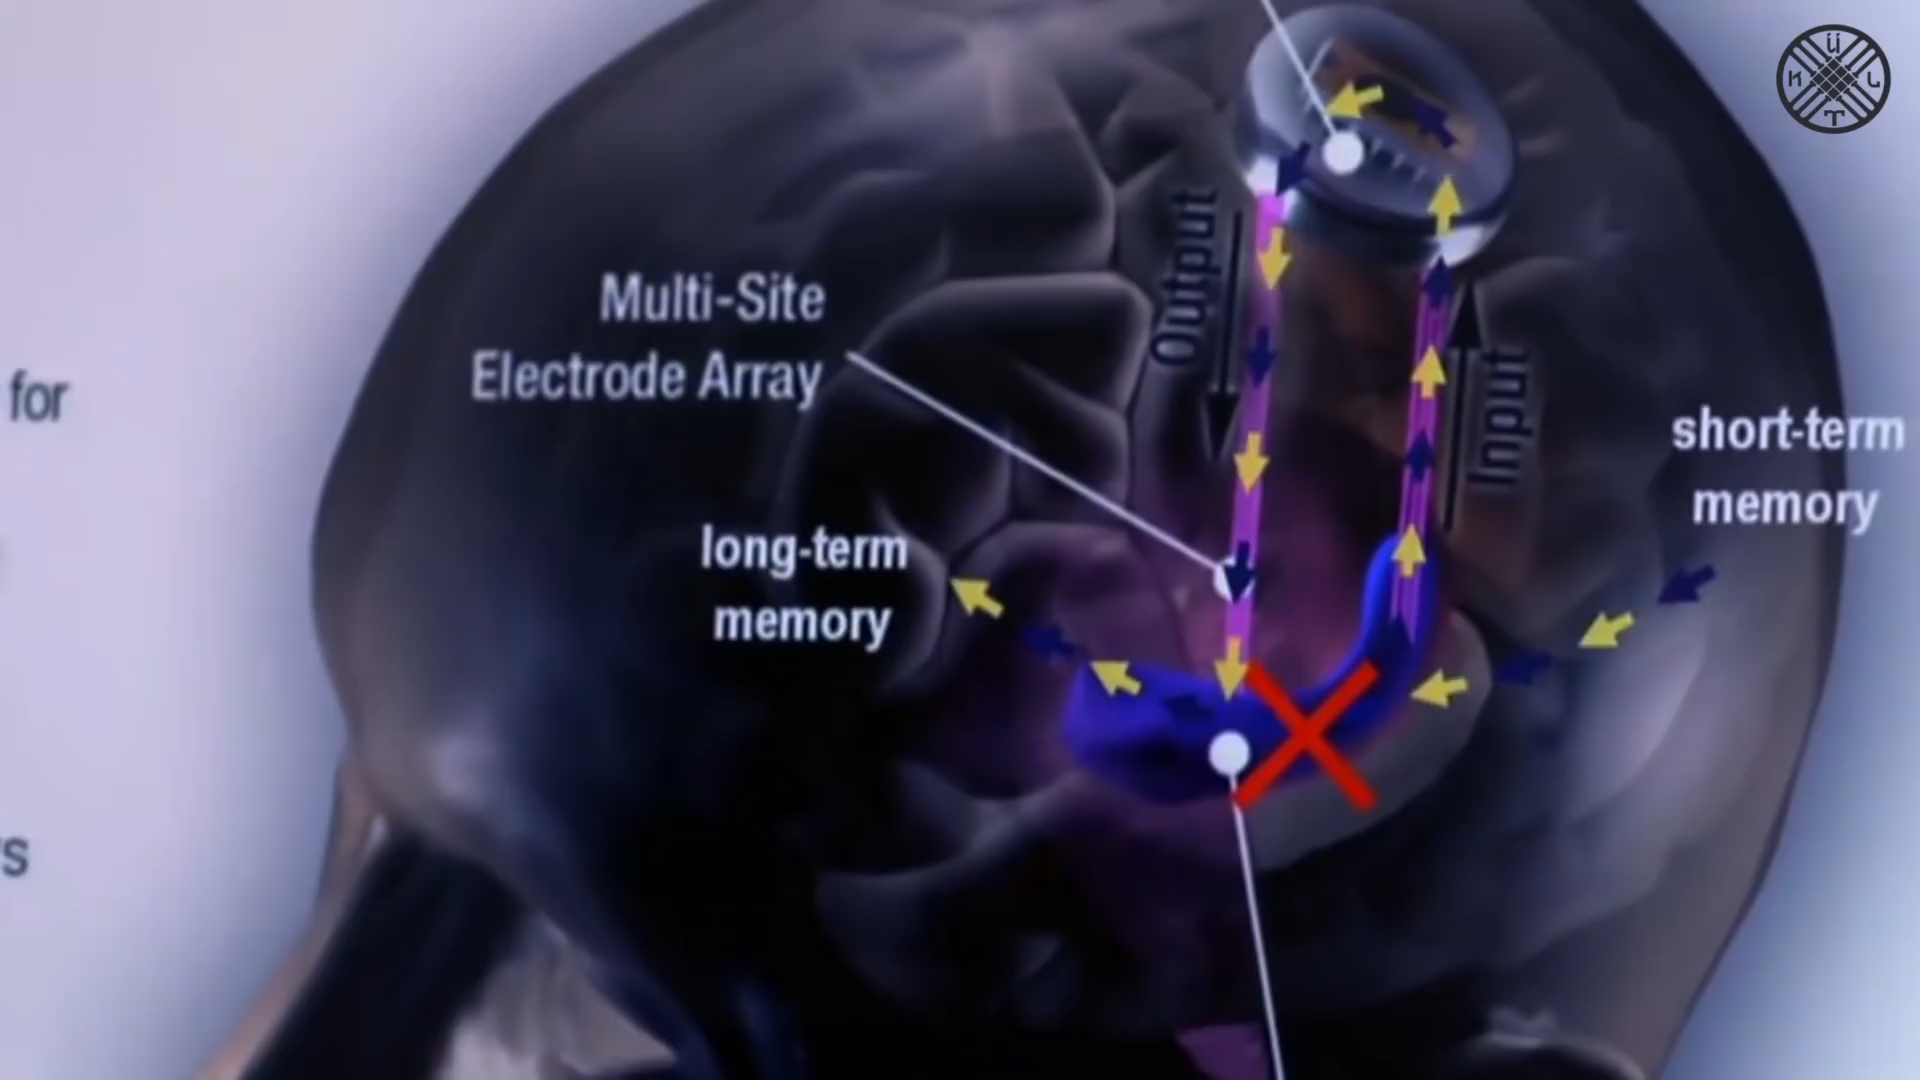 for
Multi-Site
Electrode Array
Output
Input
short-term
memory
long-term
memory
K Ü L T